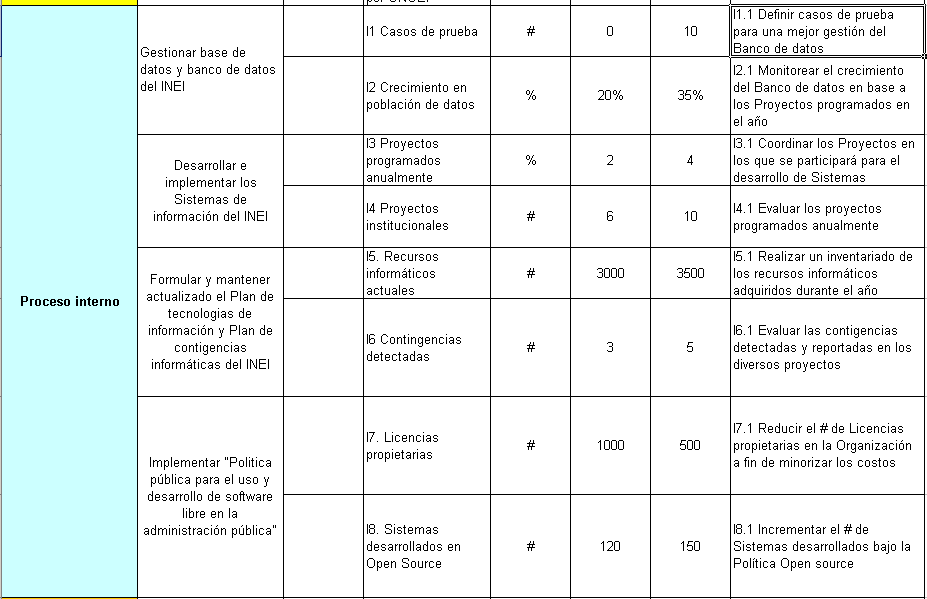 I1 Casos de prueba # 0 10
I1.1 Definir casos de prueba
para una mejor gestión del
Banco de datos
Gestionar base de
datos y banco de datos
del INEI
I2 Crecimiento en
población de datos
% 20% 35%
I2.1 Monitorear el crecimiento
del Banco de datos en base a
los Proyectos programados en
el año
Desarrollar e
implementar los
Sistemas de
información del INEI
I3 Proyectos
programados
anualmente
% 2 4
I3.1 Coordinar los Proyectos en
los que se participará para el
desarrollo de Sistemas
I4 Proyectos
institucionales
# 6 10
I4.1 Evaluar los proyectos
programados anualmente
Proceso interno
Formular y mantener
actualizado el Plan de
tecnologias de
información y Plan de
contigencias
informáticas del INEI
I5. Recursos
informáticos
actuales
# 3000 3500
I5.1 Realizar un inventariado de
los recursos informáticos
adquiridos durante el año
I6 Contingencias
detectadas
# 3 5
I6.1 Evaluar las contigencias
detectadas y reportadas en los
diversos proyectos
Implementar "Politica
pública para el uso y
desarrollo de software
libre en la
administración pública"
I7. Licencias
propietarias
# 1000 500
I7.1 Reducir el # de Licencias
propietarias en la Organización
a fin de minorizar los costos
I8. Sistemas
desarrollados en
Open Source
# 120 150
I8.1 Incrementar el # de
Sistemas desarrollados bajo la
Política Open source